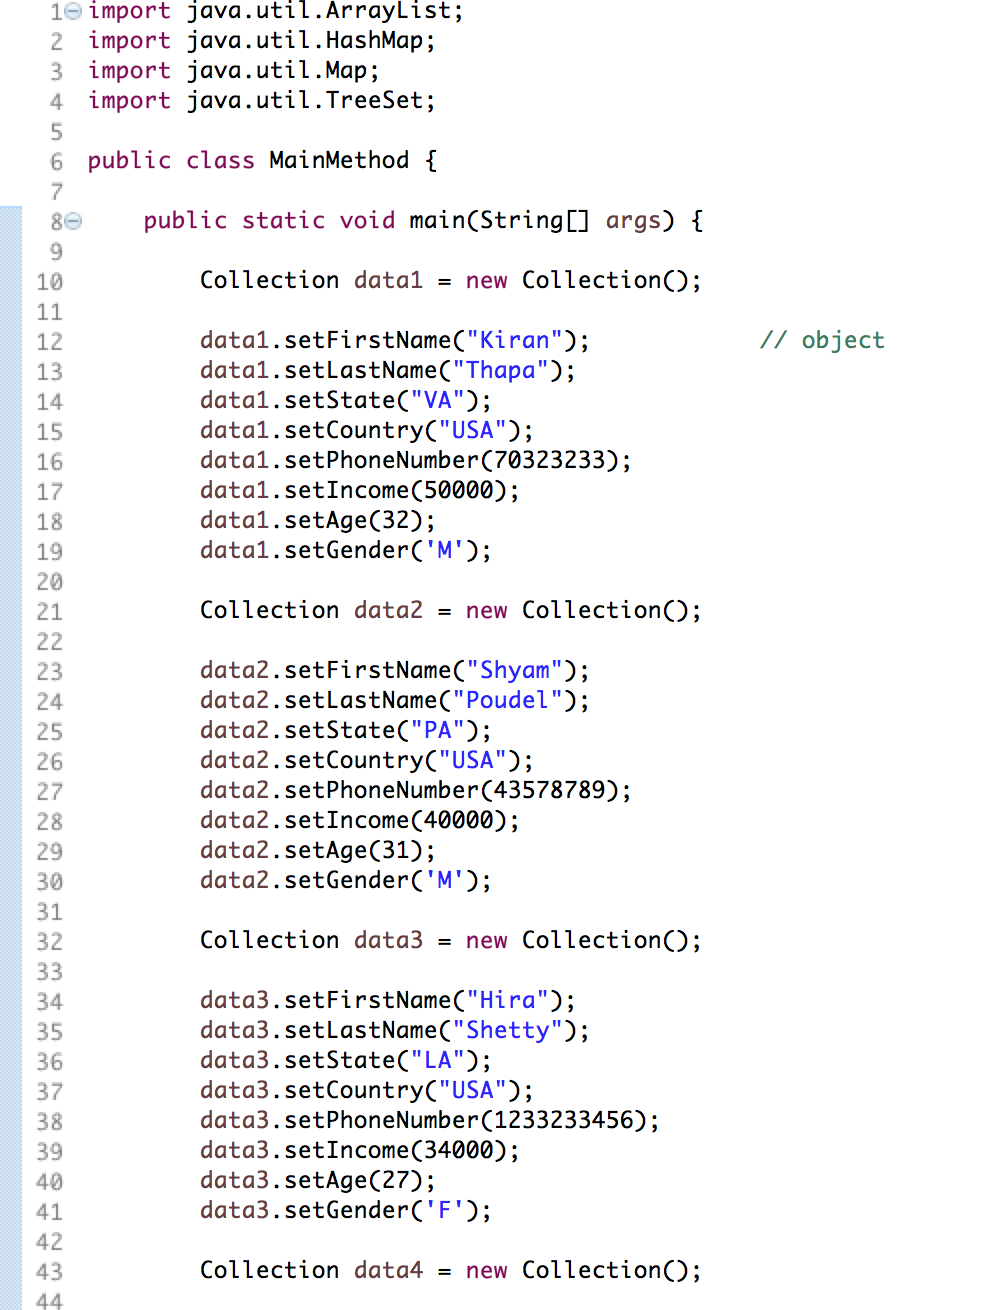 1 import java.util.ArrayList;
2 import java.util.HashMap;
3 import java.util.Map;
4 import java.util.TreeSet;
5
6 public class MainMethod {
7
8 public static void main(String[] args) {
9
10 Collection data1 = new Collection();
11
12 data1.setFirstName("Kiran"); // object
13 data1.setLastName("Thapa");
14 data1.setState("VA");
15 data1.setCountry("USA");
16 data1.setPhoneNumber(70323233);
17 data1.setIncome(50000);
18 data1.setAge(32);
19 data1.setGender('M');
20
21 Collection data2 = new Collection();
22
23 data2.setFirstName("Shyam");
24 data2.setLastName("Poudel");
25 data2.setState("PA");
26 data2.setCountry("USA");
27 data2.setPhoneNumber(43578789);
28 data2.setIncome(40000);
29 data2.setAge(31);
30 data2.setGender('M');
31
32 Collection data3 = new Collection();
33
34 data3.setFirstName("Hira");
35 data3.setLastName("Shetty");
36 data3.setState("LA");
37 data3.setCountry("USA");
38 data3.setPhoneNumber(1233233456);
39 data3.setIncome(34000);
40 data3.setAge(27);
41 data3.setGender('F');
42
43 Collection data4 = new Collection();
44